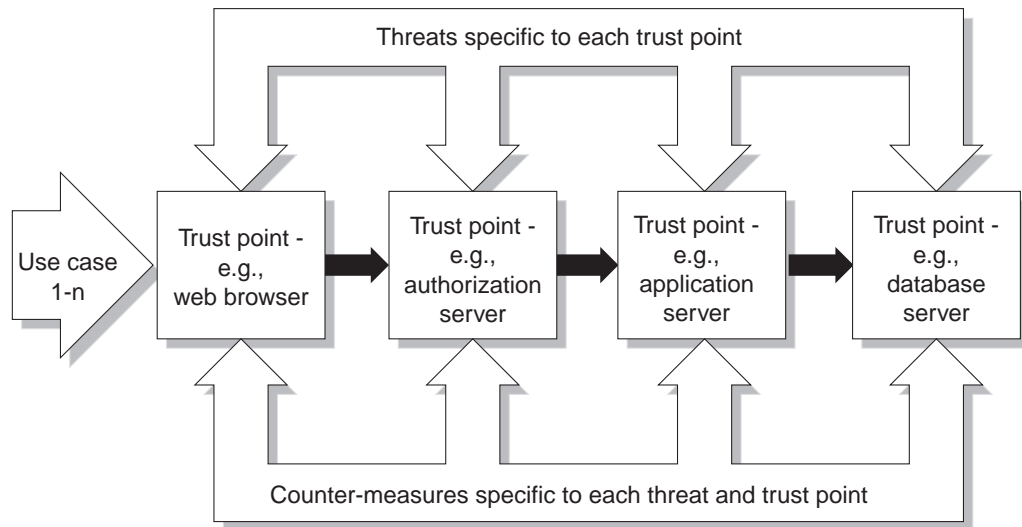 Threats specific to each trust point
Use case
1-n
Trust point -
e.g.,
web browser
Trust point -
e.g.,
authorization
server
Trust point -
e.g.,
application
server
Trust point -
e.g.,
database
server
Counter-measures specific to each threat and trust point